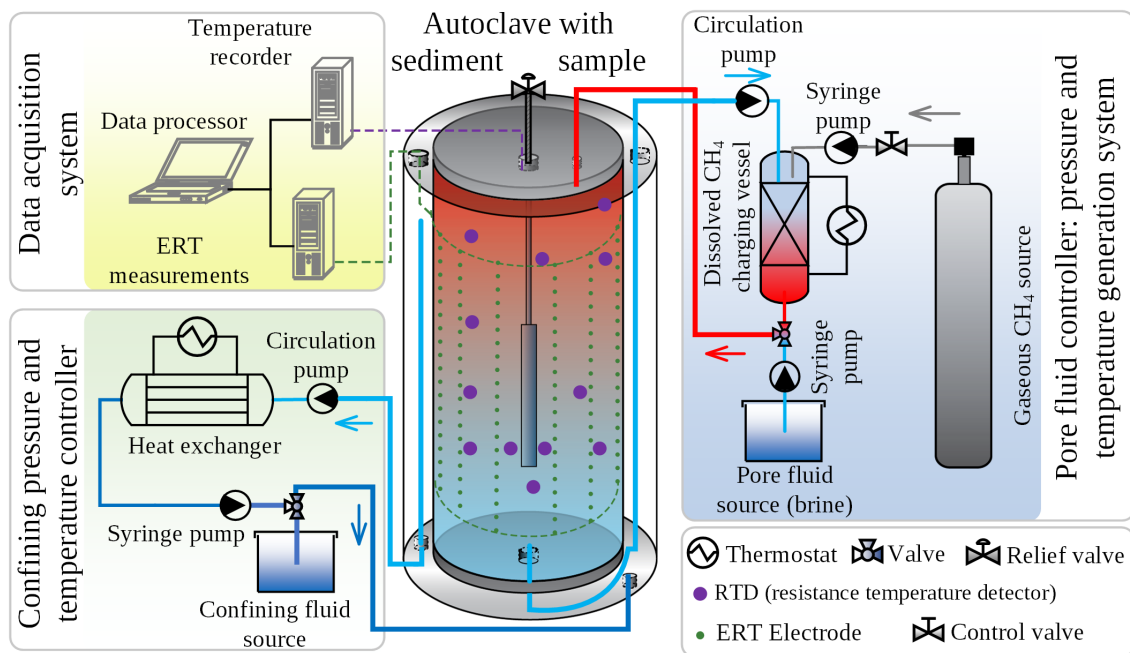 Data acquisition
system
Temperature
recorder
Data processor
ERT
measurements
Confining pressure and
temperature controller
Circulation
pump
Heat exchanger
Syringe pump
Confining fluid
source
Autoclave with
sediment sample
Circulation
pump
Syringe
pump
Dissolved CH4
charging vessel
Syringe
pump
Pore fluid
source (brine)
Gaseous CH4 source
Pore fluid controller: pressure and
temperature generation system
Thermostat Valve Relief valve
RTD (resistance temperature detector)
ERT Electrode Control valve